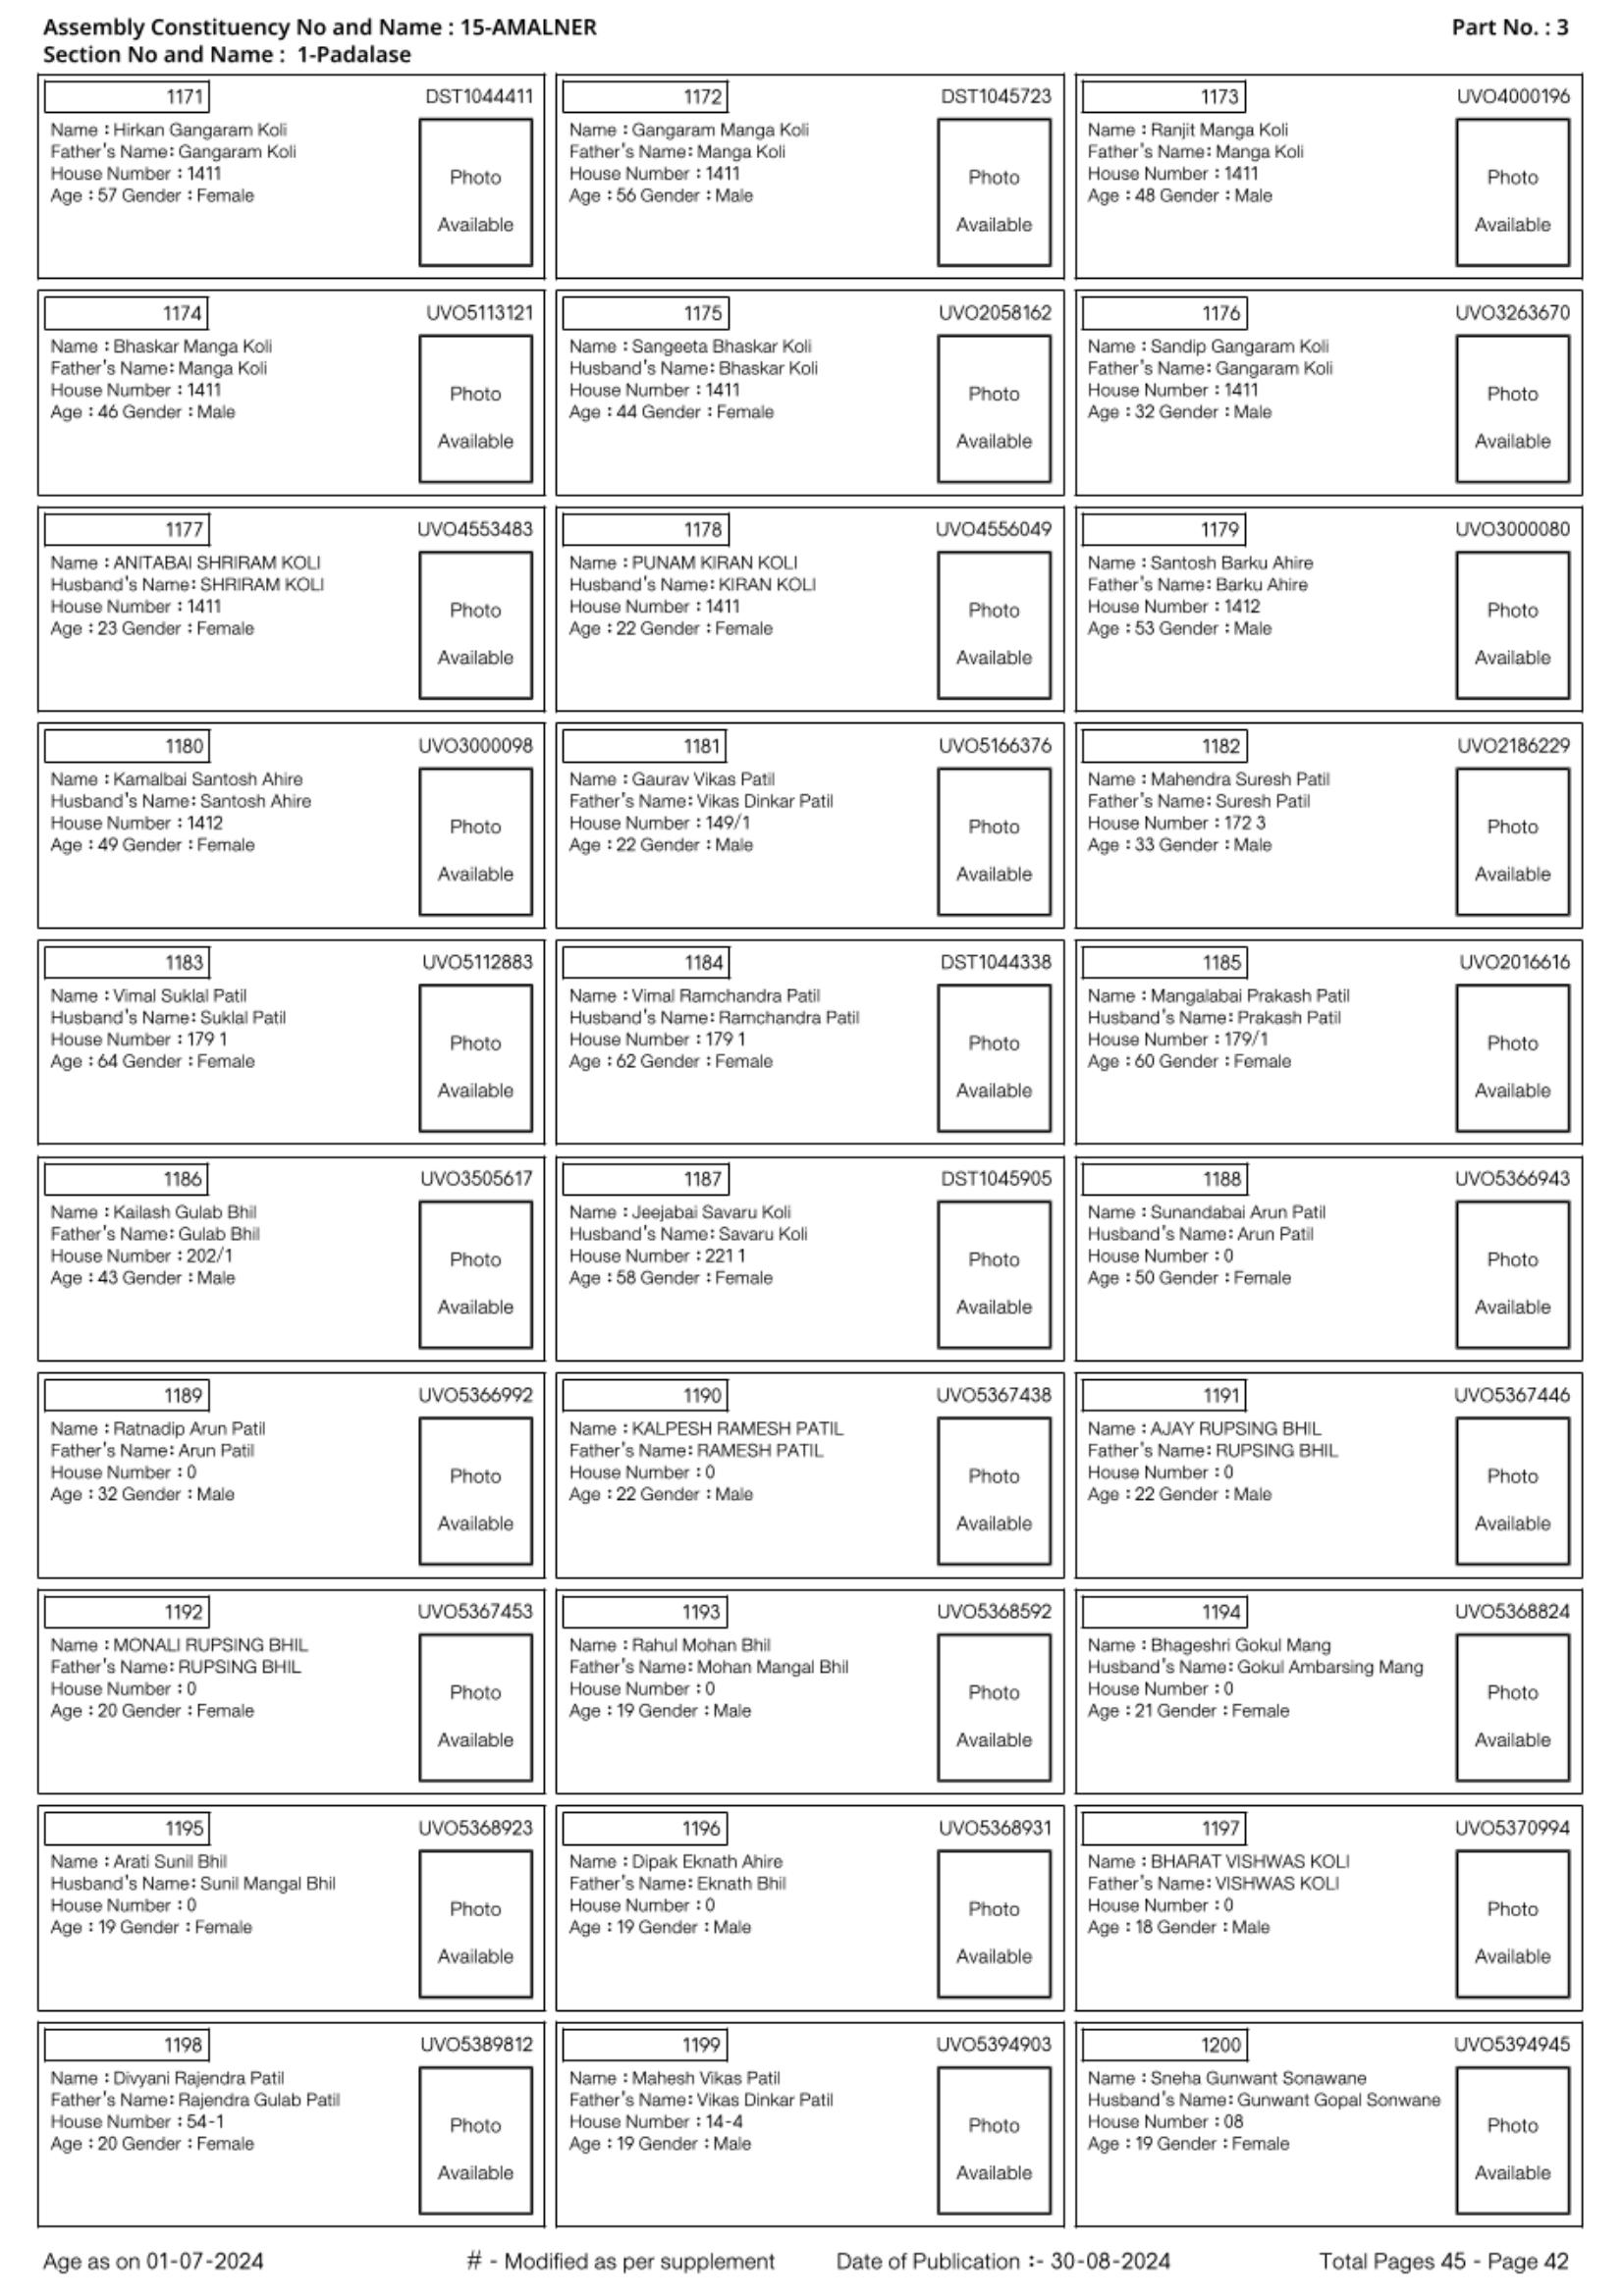 Assembly Constituency No and Name : 15-AMALNER
Part No. : 3
Section No and Name : 1-Padalase
1171 DST1044411
Name : Hirkan Gangaram Koli
Father's Name: Gangaram Koli
House Number : 1411
Age : 57 Gender : Female
Photo
Available
1172 DST1045723
Name : Gangaram Manga Koli
Father's Name: Manga Koli
House Number : 1411
Age : 56 Gender : Male
Photo
Available
1173 UVO4000196
Name : Ranjit Manga Koli
Father's Name: Manga Koli
House Number : 1411
Age : 48 Gender : Male
Photo
Available
1174 UVO5113121
Name : Bhaskar Manga Koli
Father's Name: Manga Koli
House Number : 1411
Age : 46 Gender : Male
Photo
Available
1175 UVO2058162
Name : Sangeeta Bhaskar Koli
Husband's Name: Bhaskar Koli
House Number : 1411
Age : 44 Gender : Female
Photo
Available
1176 UVO3263670
Name : Sandip Gangaram Koli
Father's Name: Gangaram Koli
House Number : 1411
Age : 32 Gender : Male
Photo
Available
1177 UVO4553483
Name : ANITABAI SHRIRAM KOLI
Husband's Name: SHRIRAM KOLI
House Number : 1411
Age : 23 Gender : Female
Photo
Available
1178 UVO4556049
Name : PUNAM KIRAN KOLI
Husband's Name: KIRAN KOLI
House Number : 1411
Age : 22 Gender : Female
Photo
Available
1179 UVO3000080
Name : Santosh Barku Ahire
Father's Name: Barku Ahire
House Number : 1412
Age : 53 Gender : Male
Photo
Available
1180 UVO3000098
Name : Kamalbai Santosh Ahire
Husband's Name: Santosh Ahire
House Number : 1412
Age : 49 Gender : Female
Photo
Available
1181 UVO5166376
Name : Gaurav Vikas Patil
Father's Name: Vikas Dinkar Patil
House Number : 149/1
Age : 22 Gender : Male
Photo
Available
1182 UVO2186229
Name : Mahendra Suresh Patil
Father's Name: Suresh Patil
House Number : 172 3
Age : 33 Gender : Male
Photo
Available
1183 UVO5112883
Name : Vimal Suklal Patil
Husband's Name: Suklal Patil
House Number : 179 1
Age : 64 Gender : Female
Photo
Available
1184 DST1044338
Name : Vimal Ramchandra Patil
Husband's Name: Ramchandra Patil
House Number : 179 1
Age : 62 Gender : Female
Photo
Available
1185 UVO2016616
Name : Mangalabai Prakash Patil
Husband's Name: Prakash Patil
House Number : 179/1
Age : 60 Gender : Female
Photo
Available
1186 UVO3505617
Name : Kailash Gulab Bhil
Father's Name: Gulab Bhil
House Number : 202/1
Age : 43 Gender : Male
Photo
Available
1187 DST1045905
Name : Jeejabai Savaru Koli
Husband's Name: Savaru Koli
House Number : 221 1
Age : 58 Gender : Female
Photo
Available
1188 UVO5366943
Name : Sunandabai Arun Patil
Husband's Name: Arun Patil
House Number : 0
Age : 50 Gender : Female
Photo
Available
1189 UVO5366992
Name : Ratnadip Arun Patil
Father's Name: Arun Patil
House Number : 0
Age : 32 Gender : Male
Photo
Available
1190 UVO5367438
Name : KALPESH RAMESH PATIL
Father's Name: RAMESH PATIL
House Number : 0
Age : 22 Gender : Male
Photo
Available
1191 UVO5367446
Name : AJAY RUPSING BHIL
Father's Name: RUPSING BHIL
House Number : 0
Age : 22 Gender : Male
Photo
Available
1192 UVO5367453
Name : MONALI RUPSING BHIL
Father's Name: RUPSING BHIL
House Number : 0
Age : 20 Gender : Female
Photo
Available
1193 UVO5368592
Name : Rahul Mohan Bhil
Father's Name: Mohan Mangal Bhil
House Number : 0
Age : 19 Gender : Male
Photo
Available
1194 UVO5368824
Name : Bhageshri Gokul Mang
Husband's Name: Gokul Ambarsing Mang
House Number : 0
Age : 21 Gender : Female
Photo
Available
1195 UVO5368923
Name : Arati Sunil Bhil
Husband's Name: Sunil Mangal Bhil
House Number : 0
Age : 19 Gender : Female
Photo
Available
1196 UVO5368931
Name : Dipak Eknath Ahire
Father's Name: Eknath Bhil
House Number : 0
Age : 19 Gender : Male
Photo
Available
1197 UVO5370994
Name : BHARAT VISHWAS KOLI
Father's Name: VISHWAS KOLI
House Number : 0
Age : 18 Gender : Male
Photo
Available
1198 UVO5389812
Name : Divyani Rajendra Patil
Father's Name: Rajendra Gulab Patil
House Number : 54-1
Age : 20 Gender : Female
Photo
Available
1199 UVO5394903
Name : Mahesh Vikas Patil
Father's Name: Vikas Dinkar Patil
House Number : 14-4
Age : 19 Gender : Male
Photo
Available
1200 UVO5394945
Name : Sneha Gunwant Sonawane
Husband's Name: Gunwant Gopal Sonwane
House Number : 08
Age : 19 Gender : Female
Photo
Available
Age as on 01-07-2024 # - Modified as per supplement Date of Publication :- 30-08-2024 Total Pages 45 - Page 42